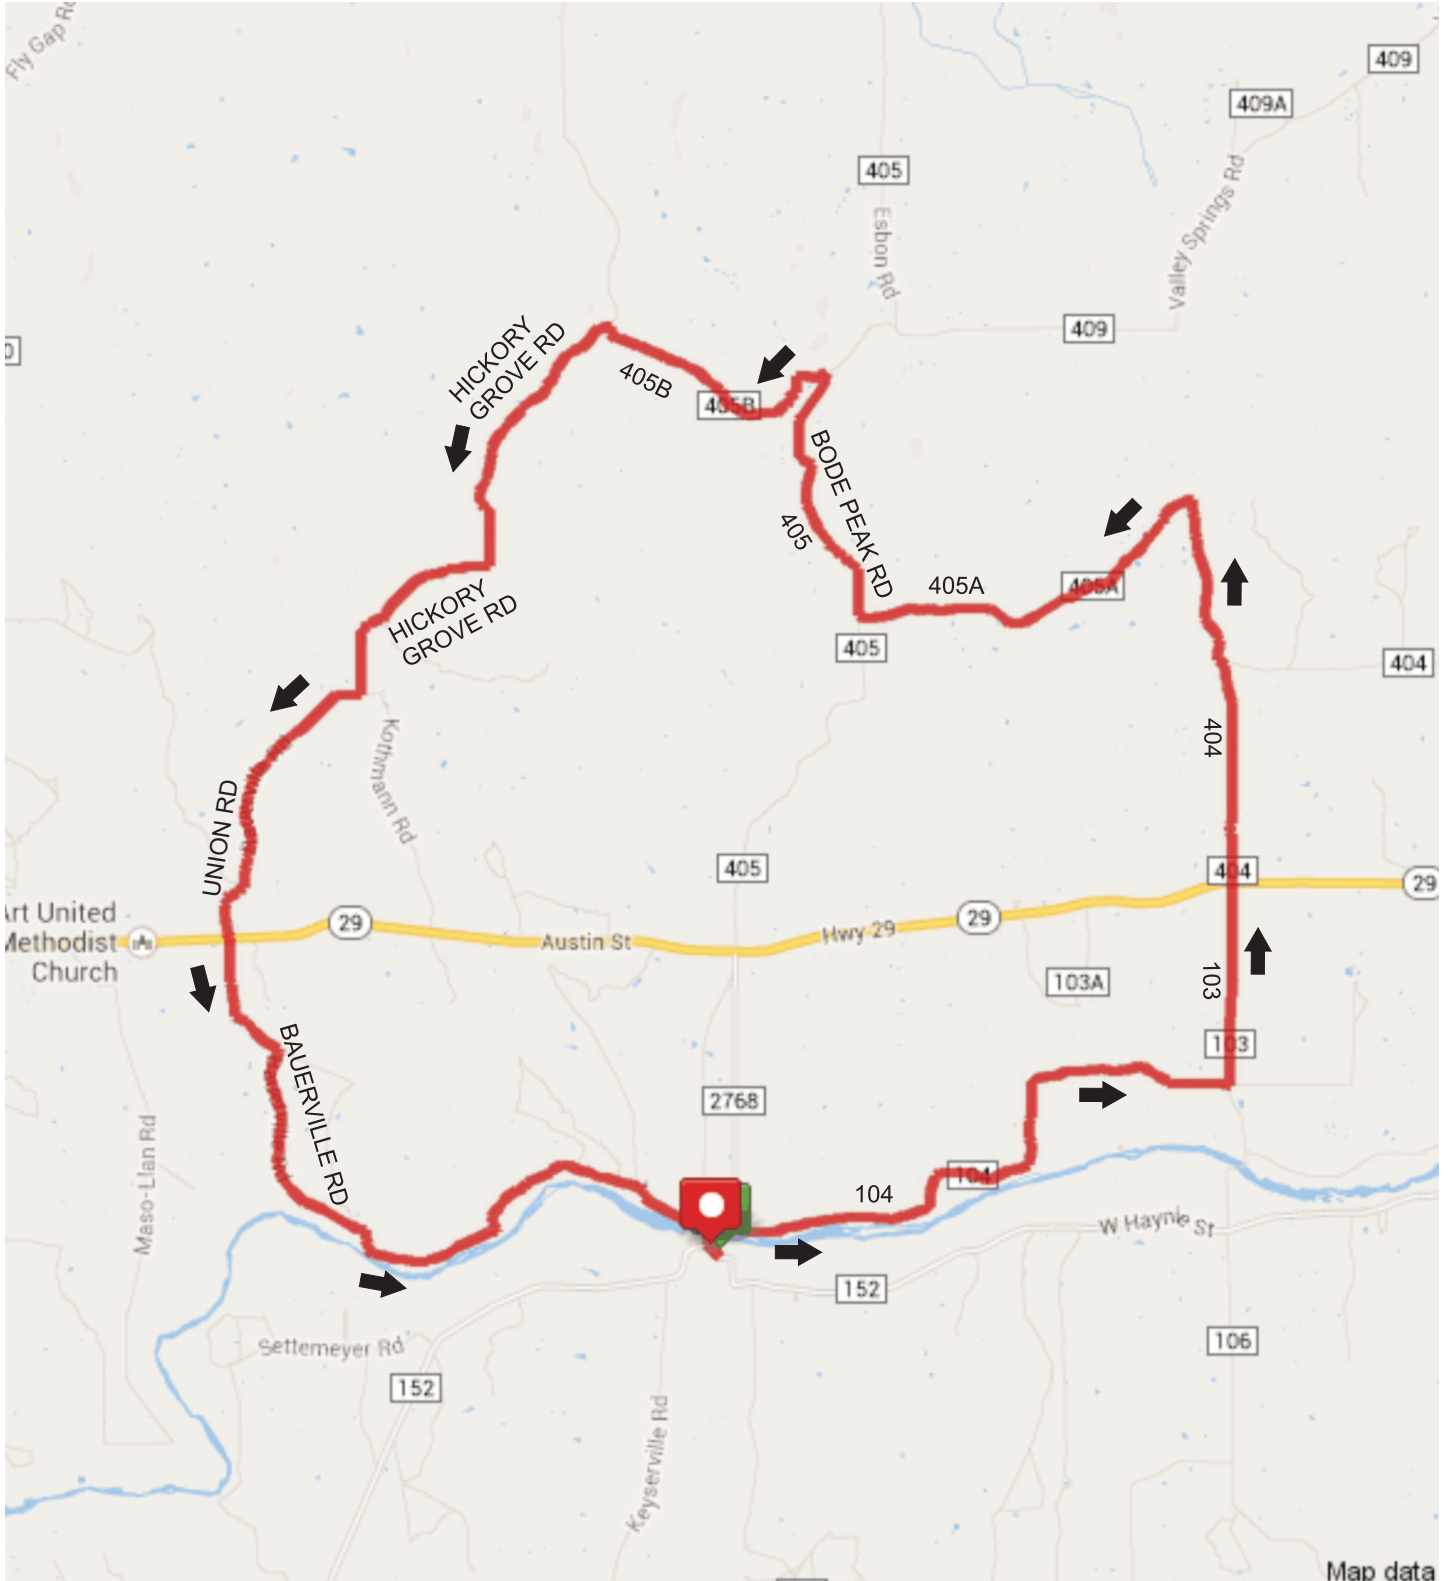 Fly Gap Rd
409
409A
405
Esbon Rd
Valley Springs Rd
409
HICKORY
GROVE RD
405B
405B
BODE PEAK RD
405
405A
405A
HICKORY
GROVE RD
405
404
404
Kothmann Rd
UNION RD
405
404
29
29
29
Art United
Methodist
Church
Austin St
Hwy 29
103A
103
103
BAUERVILLE RD
2768
Maso-Llan Rd
104
104
W Haynie St
152
Settemeyer Rd
106
152
Keyserville Rd
Map data